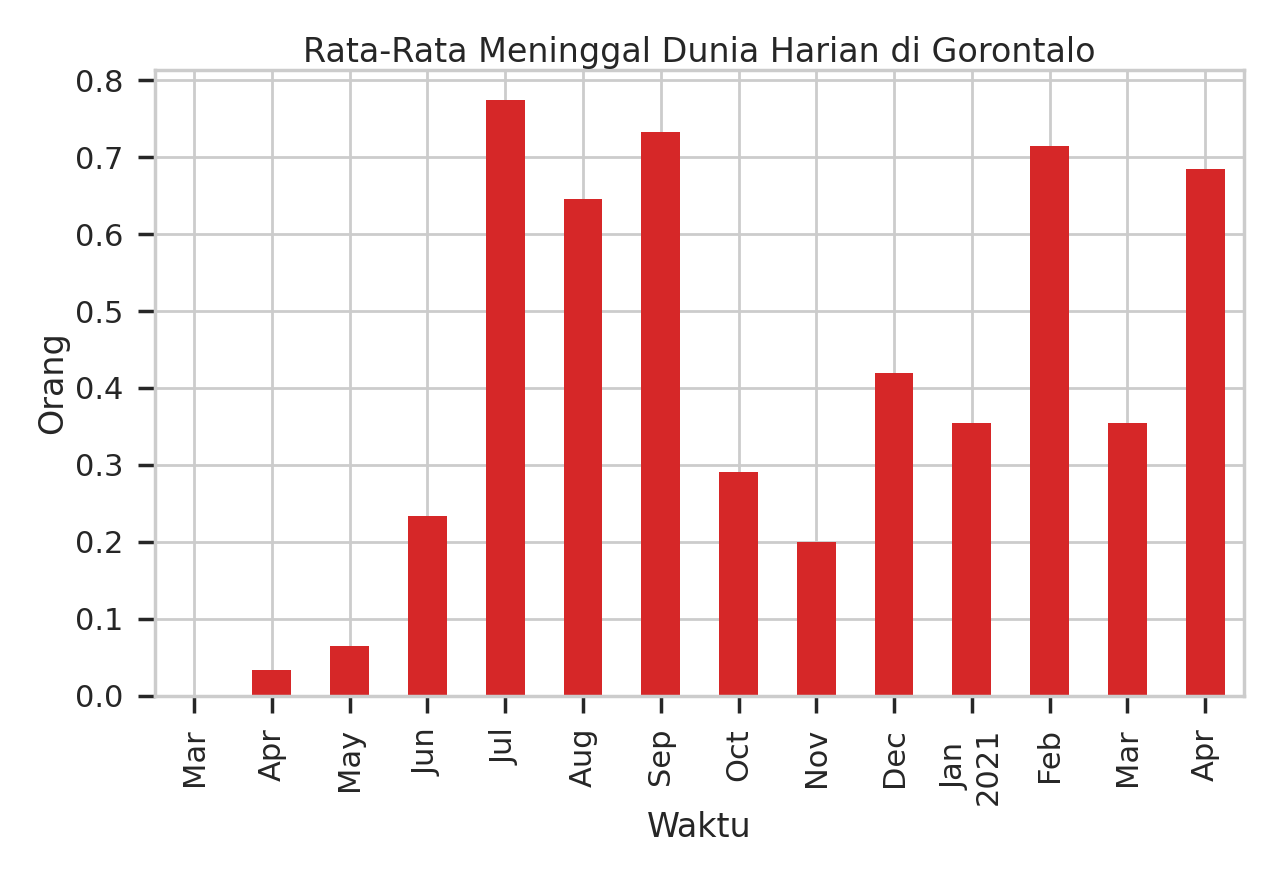 Rata-Rata Meninggal Dunia Harian di Gorontalo
0.8
0.7
0.6
0.5
0.4
0.3
0.2
0.1
0.0
Orang
Mar
Apr
May
Jun
Jul
Aug
Sep
Oct
Nov
Dec
Jan
2021
Feb
Mar
Apr
Waktu